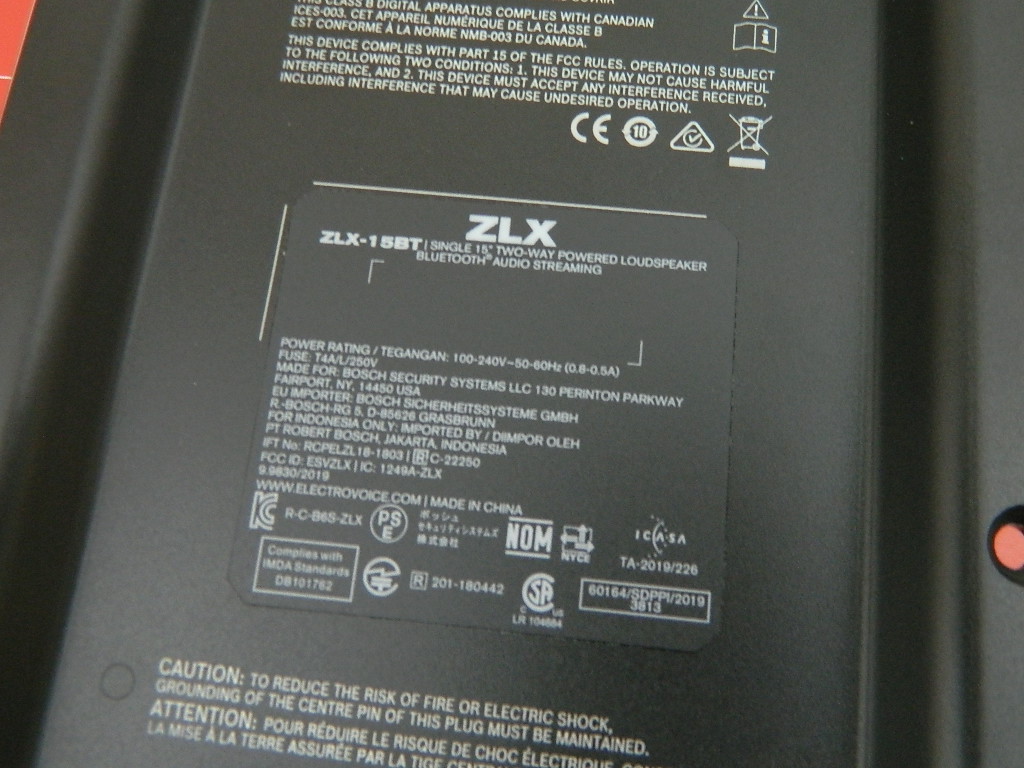 THIS CLASS B DIGITAL APPARATUS COMPLIES WITH CANADIAN
ICES-003. CET APPAREIL NUMÉRIQUE DE LA CLASSE B
EST CONFORME À LA NORME NMB-003 DU CANADA.
THIS DEVICE COMPLIES WITH PART 15 OF THE FCC RULES. OPERATION IS SUBJECT
TO THE FOLLOWING TWO CONDITIONS: 1. THIS DEVICE MAY NOT CAUSE HARMFUL
INTERFERENCE, AND 2. THIS DEVICE MUST ACCEPT ANY INTERFERENCE RECEIVED,
INCLUDING INTERFERENCE THAT MAY CAUSE UNDESIRED OPERATION.
CE 10
ZLX
ZLX-15BT | SINGLE 15" TWO-WAY POWERED LOUDSPEAKER
BLUETOOTH® AUDIO STREAMING
POWER RATING / TEGANGAN: 100-240V~50-60Hz (0.8-0.5A)
FUSE: T4A/L/250V
MADE FOR: BOSCH SECURITY SYSTEMS LLC 130 PERINTON PARKWAY
FAIRPORT, NY, 14450 USA
EU IMPORTER: BOSCH SICHERHEITSSYSTEME GMBH
R.-BOSCH-RG 5, D-85626 GRASBRUNN
FOR INDONESIA ONLY: IMPORTED BY / DIIMPOR OLEH
PT ROBERT BOSCH, JAKARTA, INDONESIA
IFT No: RCPELZL18-1803 | R C-22250
FCC ID: ESVZLX | IC: 1249A-ZLX
9.9830/2019
WWW.ELECTROVOICE.COM | MADE IN CHINA
R-C-B6S-ZLX
PSE
ボッシュ
セキュリティシステムズ
株式会社
NOM
NYCE
ICASA
TA-2019/226
Complies with
IMDA Standards
DB101762
R 201-180442
SA
C US
LR 104684
60164/SDPPI/2019
3813
CAUTION: TO REDUCE THE RISK OF FIRE OR ELECTRIC SHOCK,
GROUNDING OF THE CENTRE PIN OF THIS PLUG MUST BE MAINTAINED.
ATTENTION: POUR RÉDUIRE LE RISQUE DE CHOC ÉLECTRIQUE,
LA MISE À LA TERRE ASSURÉE PAR LA TIGE